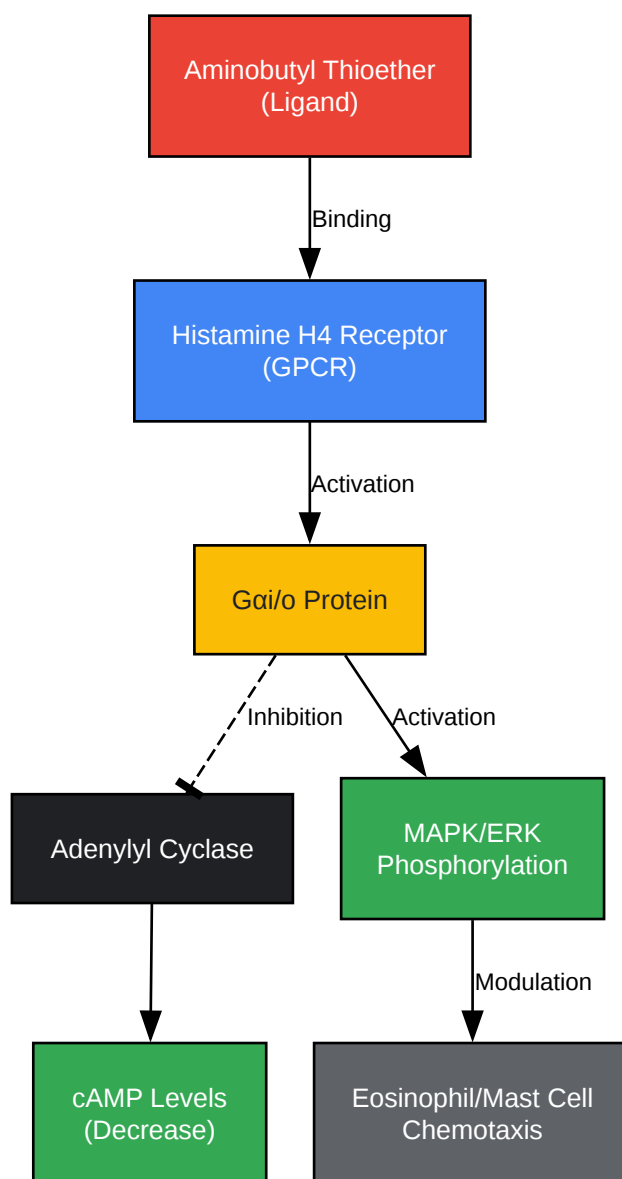 Aminobutyl Thioether
(Ligand)
Binding
Histamine H4 Receptor
(GPCR)
Activation
Gαi/o Protein
Inhibition
Activation
Adenylyl Cyclase
MAPK/ERK
Phosphorylation
Modulation
cAMP Levels
(Decrease)
Eosinophil/Mast Cell
Chemotaxis